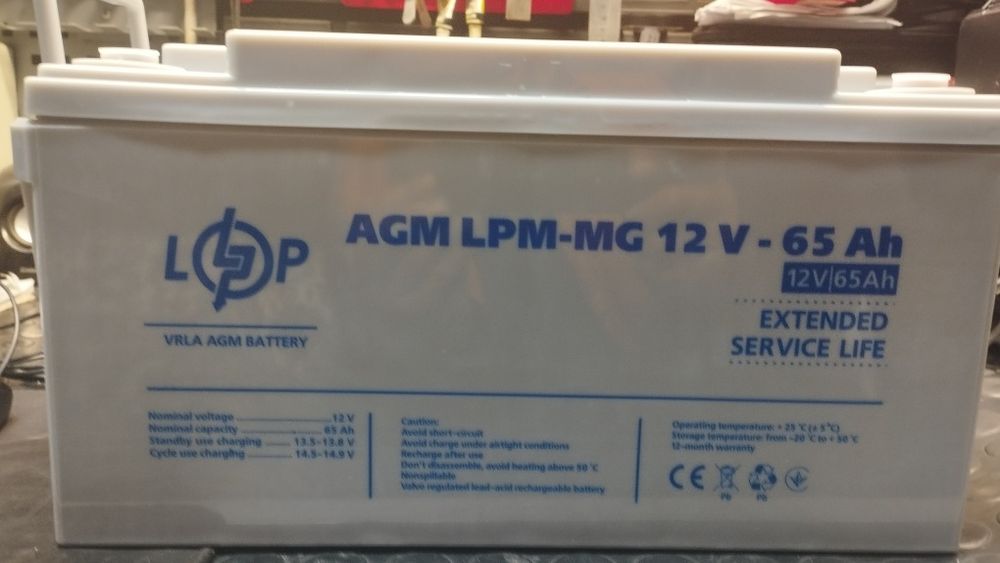 LP
VRLA AGM BATTERY
AGM LPM-MG 12 V - 65 Ah
12V|65Ah
EXTENDED
SERVICE LIFE
Nominal voltage 12 V
Nominal capacity 65 Ah
Standby use charging 13.5-13.8 V
Cycle use charging 14.5-14.9 V
Caution:
Avoid short-circuit
Avoid charge under airtight conditions
Recharge after use
Don't disassemble, avoid heating above 50 °C
Nonspillable
Valve regulated lead-acid rechargeable battery
Operating temperature: + 25 °C (± 5°C)
Storage temperature: from -20 °C to + 50 °C
12-month warranty
CE
PB PB